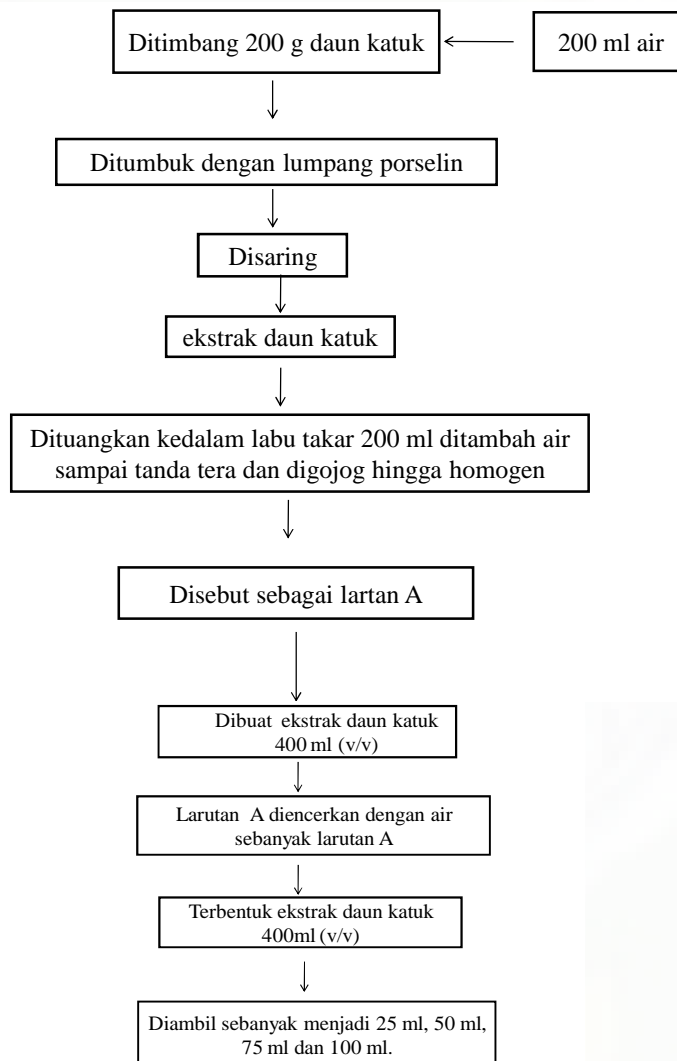 Ditimbang 200 g daun katuk
200 ml air
Ditumbuk dengan lumpang porselin
Disaring
ekstrak daun katuk
Dituangkan kedalam labu takar 200 ml ditambah air
sampai tanda tera dan digojog hingga homogen
Disebut sebagai lartan A
Dibuat ekstrak daun katuk
400 ml (v/v)
Larutan A diencerkan dengan air
sebanyak larutan A
Terbentuk ekstrak daun katuk
400ml (v/v)
Diambil sebanyak menjadi 25 ml, 50 ml,
75 ml dan 100 ml.